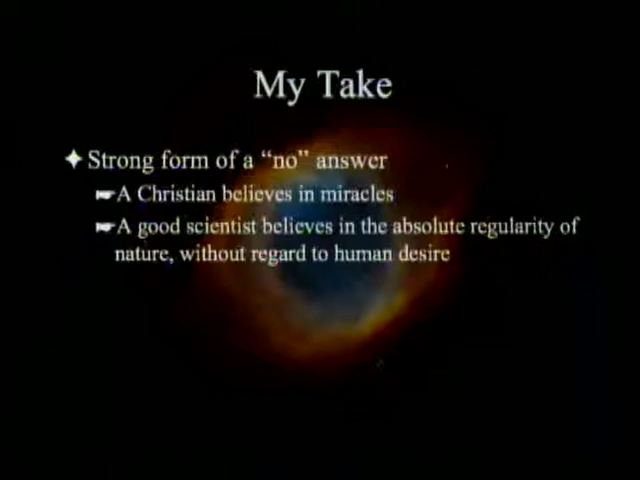 My Take
Strong form of a “no” answer
A Christian believes in miracles
A good scientist believes in the absolute regularity of
nature, without regard to human desire